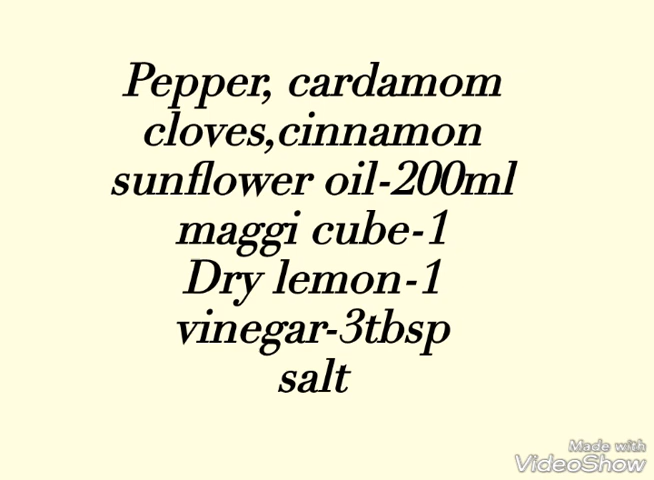 Pepper, cardamom
cloves,cinnamon
sunflower oil-200ml
maggi cube-1
Dry lemon-1
vinegar-3tbsp
salt
Made with
VideoShow